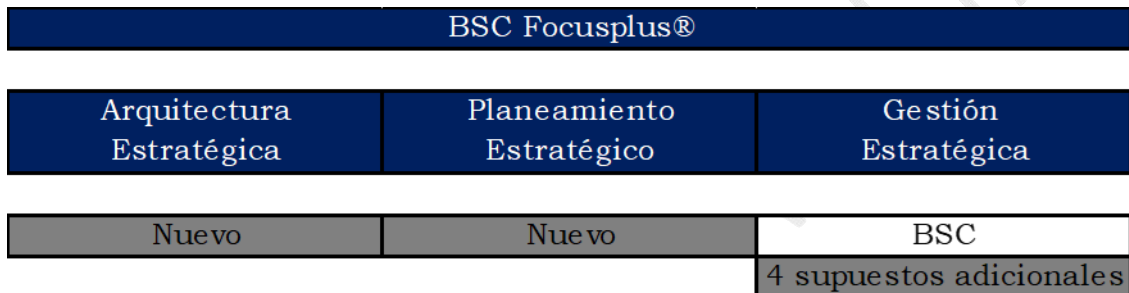 BSC Focusplus®
Arquitectura Estratégica
Planeamiento Estratégico
Gestión Estratégica
Nuevo
Nuevo
BSC
4 supuestos adicionales